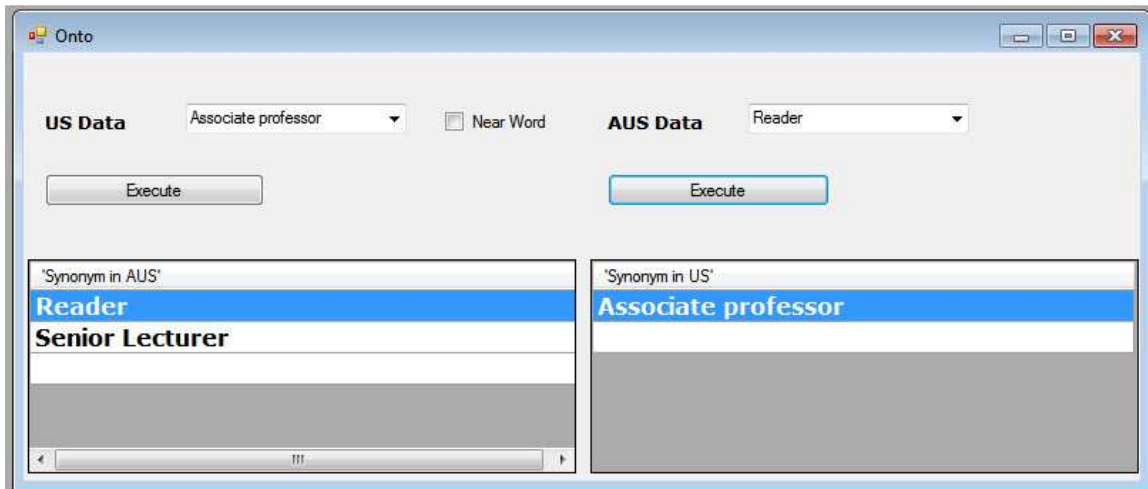 Onto
US Data Associate professor Near Word AUS Data Reader
Execute Execute
'Synonym in AUS' 'Synonym in US'
Reader Associate professor
Senior Lecturer